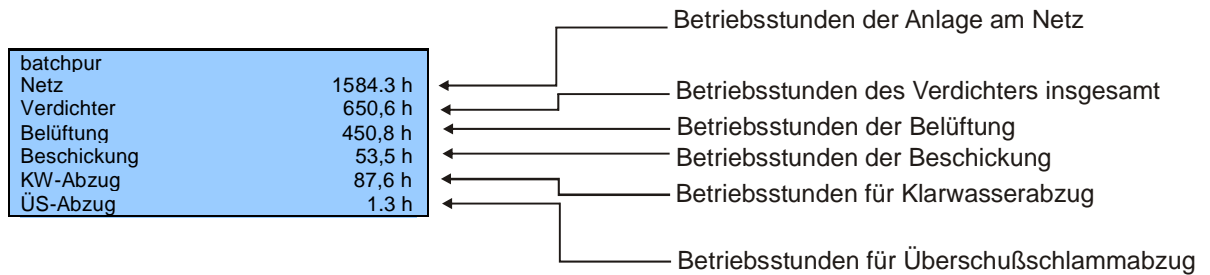 Betriebsstunden der Anlage am Netz
batchpur
Netz 1584.3 h
Verdichter 650,6 h
Belüftung 450,8 h
Beschickung 53,5 h
KW-Abzug 87,6 h
ÜS-Abzug 1.3 h
Betriebsstunden des Verdichters insgesamt
Betriebsstunden der Belüftung
Betriebsstunden der Beschickung
Betriebsstunden für Klarwasserabzug
Betriebsstunden für Überschußschlammabzug